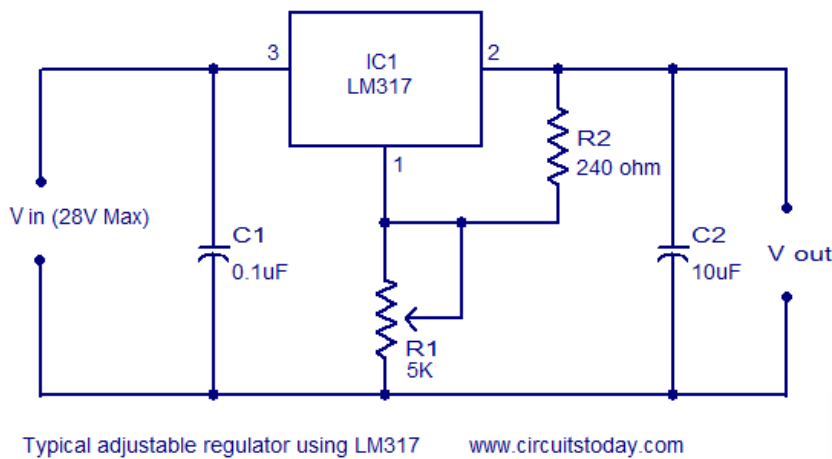 3
IC1
LM317
2
1
R2
240 ohm
V in (28V Max)
C1
0.1uF
R1
5K
C2
10uF
V out
Typical adjustable regulator using LM317
www.circuitstoday.com